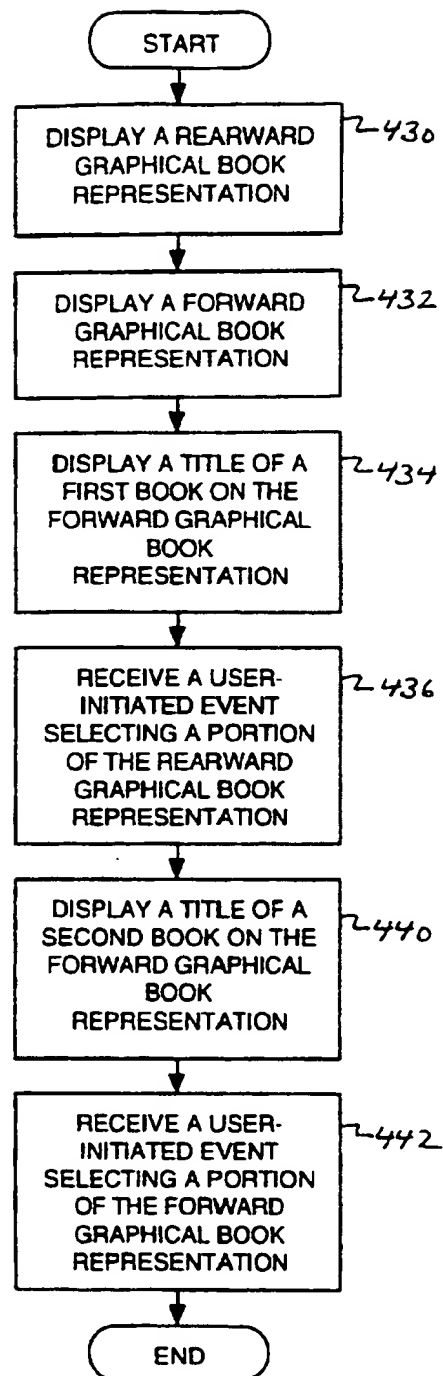 START
DISPLAY A REARWARD
GRAPHICAL BOOK
REPRESENTATION
430
DISPLAY A FORWARD
GRAPHICAL BOOK
REPRESENTATION
432
DISPLAY A TITLE OF A
FIRST BOOK ON THE
FORWARD GRAPHICAL
BOOK
REPRESENTATION
434
RECEIVE A USER-
INITIATED EVENT
SELECTING A PORTION
OF THE REARWARD
GRAPHICAL BOOK
REPRESENTATION
436
DISPLAY A TITLE OF A
SECOND BOOK ON THE
FORWARD GRAPHICAL
BOOK
REPRESENTATION
440
RECEIVE A USER-
INITIATED EVENT
SELECTING A PORTION
OF THE FORWARD
GRAPHICAL BOOK
REPRESENTATION
442
END